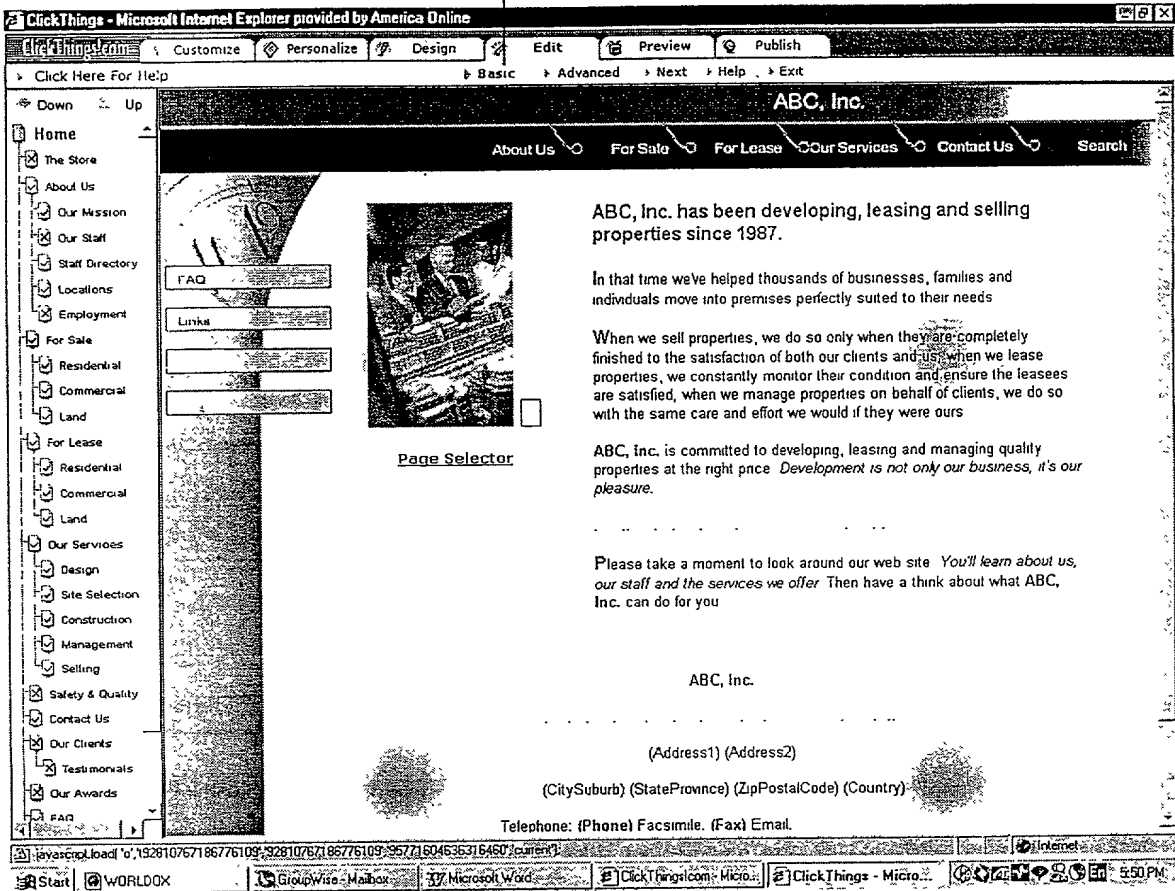 ClickThings - Microsoft Internet Explorer provided by America Online
ClickThings.com Customize Personalize Design Edit Preview Publish
Click Here For Help Basic Advanced Next Help Exit
Down Up
Home
The Store
About Us
Our Mission
Our Staff
Staff Directory
Locations
Employment
For Sale
Residential
Commercial
Land
For Lease
Residential
Commercial
Land
Our Services
Design
Site Selection
Construction
Management
Selling
Safety & Quality
Contact Us
Our Clients
Testimonials
Our Awards
FAQ
ABC, Inc.
About Us For Sale For Lease Our Services Contact Us Search
FAQ
Links
Page Selector
ABC, Inc. has been developing, leasing and selling
properties since 1987.
In that time we've helped thousands of businesses, families and
individuals move into premises perfectly suited to their needs
When we sell properties, we do so only when they are completely
finished to the satisfaction of both our clients and us, when we lease
properties, we constantly monitor their condition and ensure the leasees
are satisfied, when we manage properties on behalf of clients, we do so
with the same care and effort we would if they were ours
ABC, Inc. is committed to developing, leasing and managing quality
properties at the right price Development is not only our business, it's our
pleasure.
Please take a moment to look around our web site You'll learn about us,
our staff and the services we offer Then have a think about what ABC,
Inc. can do for you
ABC, Inc.
(Address1) (Address2)
(CitySuburb) (StateProvince) (ZipPostalCode) (Country)
Telephone: (Phone) Facsimile. (Fax) Email.
Internet
Start WORLDOX GroupWise - Mailbox Microsoft Word ClickThings.com - Micro... ClickThings - Micro... 5:50 PM